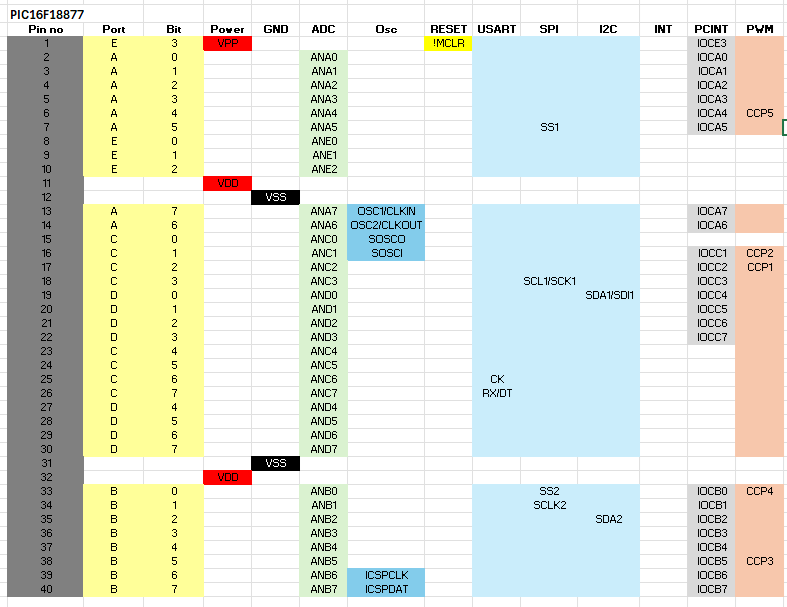 PIC16F18877
Pin no Port Bit Power GND ADC Osc RESET USART SPI I2C INT PCINT PWM
1 E 3 VPP !MCLR IOCE3
2 A 0 ANA0 IOCA0
3 A 1 ANA1 IOCA1
4 A 2 ANA2 IOCA2
5 A 3 ANA3 IOCA3
6 A 4 ANA4 IOCA4 CCP5
7 A 5 ANA5 SS1 IOCA5
8 E 0 ANE0
9 E 1 ANE1
10 E 2 ANE2
11 VDD
12 VSS
13 A 7 ANA7 OSC1/CLKIN IOCA7
14 A 6 ANA6 OSC2/CLKOUT IOCA6
15 C 0 ANC0 SOSCO
16 C 1 ANC1 SOSCI IOCC1 CCP2
17 C 2 ANC2 IOCC2 CCP1
18 C 3 ANC3 SCL1/SCK1 IOCC3
19 D 0 AND0 SDA1/SDI1 IOCC4
20 D 1 AND1 IOCC5
21 D 2 AND2 IOCC6
22 D 3 AND3 IOCC7
23 C 4 ANC4
24 C 5 ANC5
25 C 6 ANC6 CK
26 C 7 ANC7 RX/DT
27 D 4 AND4
28 D 5 AND5
29 D 6 AND6
30 D 7 AND7
31 VSS
32 VDD
33 B 0 ANB0 SS2 IOCB0 CCP4
34 B 1 ANB1 SCLK2 IOCB1
35 B 2 ANB2 SDA2 IOCB2
36 B 3 ANB3 IOCB3
37 B 4 ANB4 IOCB4
38 B 5 ANB5 IOCB5 CCP3
39 B 6 ANB6 ICSPCLK IOCB6
40 B 7 ANB7 ICSPDAT IOCB7